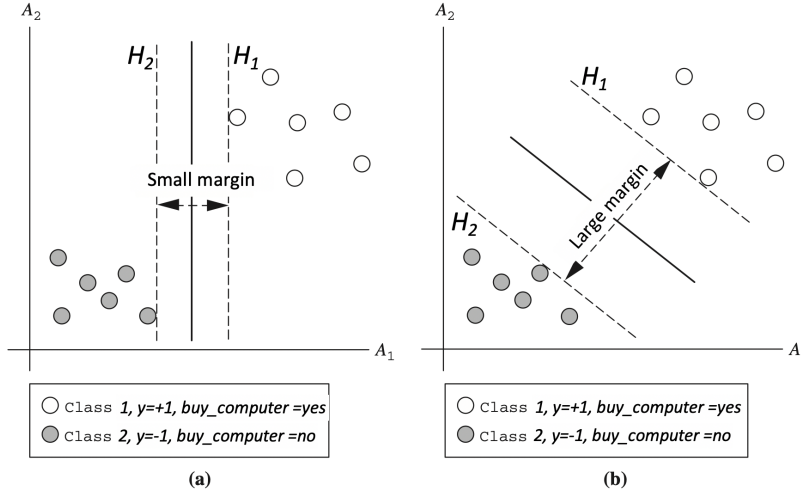 A2
H2
H1
Small margin
A1
Class 1, y=+1, buy_computer =yes
Class 2, y=-1, buy_computer =no
(a)
A2
H1
Large margin
H2
A
Class 1, y=+1, buy_computer =yes
Class 2, y=-1, buy_computer =no
(b)